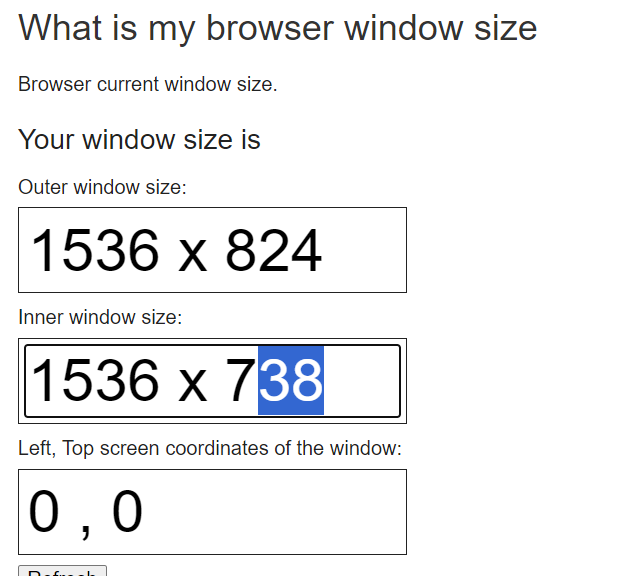 What is my browser window size
Browser current window size.
Your window size is
Outer window size:
1536 x 824
Inner window size:
1536 x 738
Left, Top screen coordinates of the window:
0 , 0
Refresh